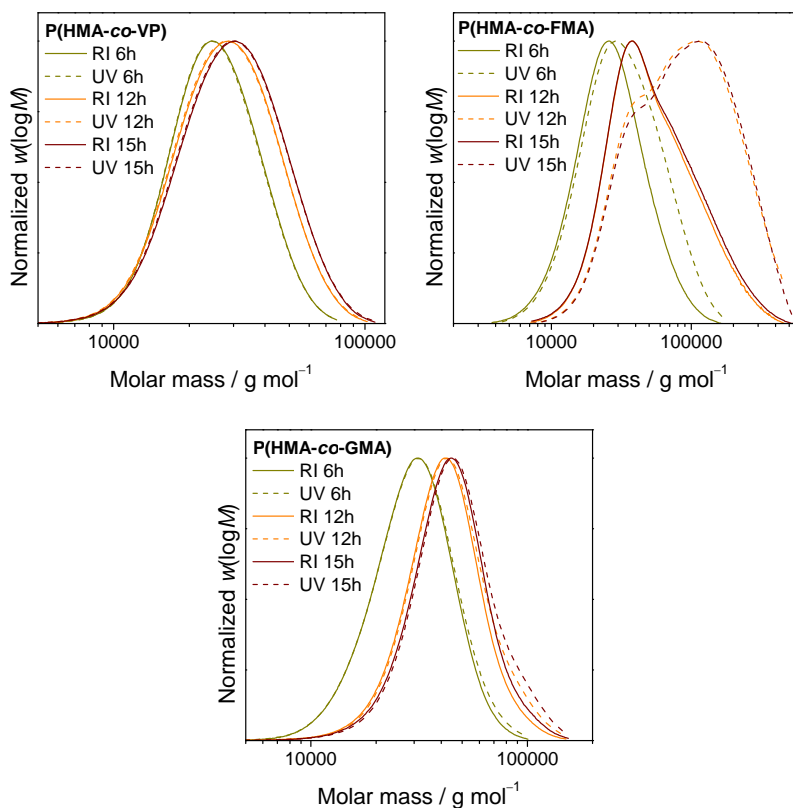 P(HMA-co-VP)
RI 6h
UV 6h
RI 12h
UV 12h
RI 15h
UV 15h
Normalized w(logM)
10000 100000
Molar mass / g mol⁻¹
P(HMA-co-FMA)
RI 6h
UV 6h
RI 12h
UV 12h
RI 15h
UV 15h
Normalized w(logM)
10000 100000
Molar mass / g mol⁻¹
P(HMA-co-GMA)
RI 6h
UV 6h
RI 12h
UV 12h
RI 15h
UV 15h
Normalized w(logM)
10000 100000
Molar mass / g mol⁻¹